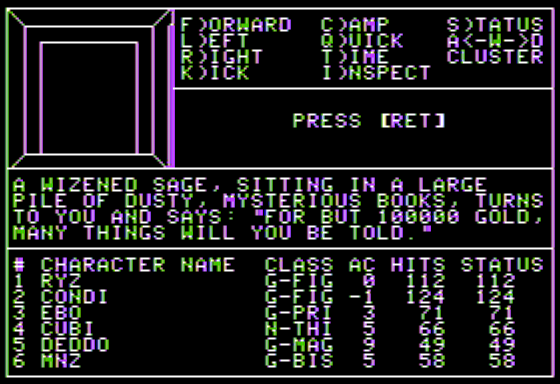 F)ORWARD C)AMP S)TATUS
L)EFT Q)UICK A<-W->D
R)IGHT T)IME CLUSTER
K)ICK I)NSPECT
PRESS [RET]
A WIZENED SAGE, SITTING IN A LARGE
PILE OF DUSTY, MYSTERIOUS BOOKS, TURNS
TO YOU AND SAYS: "FOR BUT 100000 GOLD,
MANY THINGS WILL YOU BE TOLD."
# CHARACTER NAME CLASS AC HITS STATUS
1 RYZ G-FIG 0 112 112
2 CONDI G-FIG -1 124 124
3 EBO G-PRI 3 71 71
4 CUBI N-THI 5 66 66
5 DEDDO G-MAG 9 49 49
6 MNZ G-BIS 5 58 58